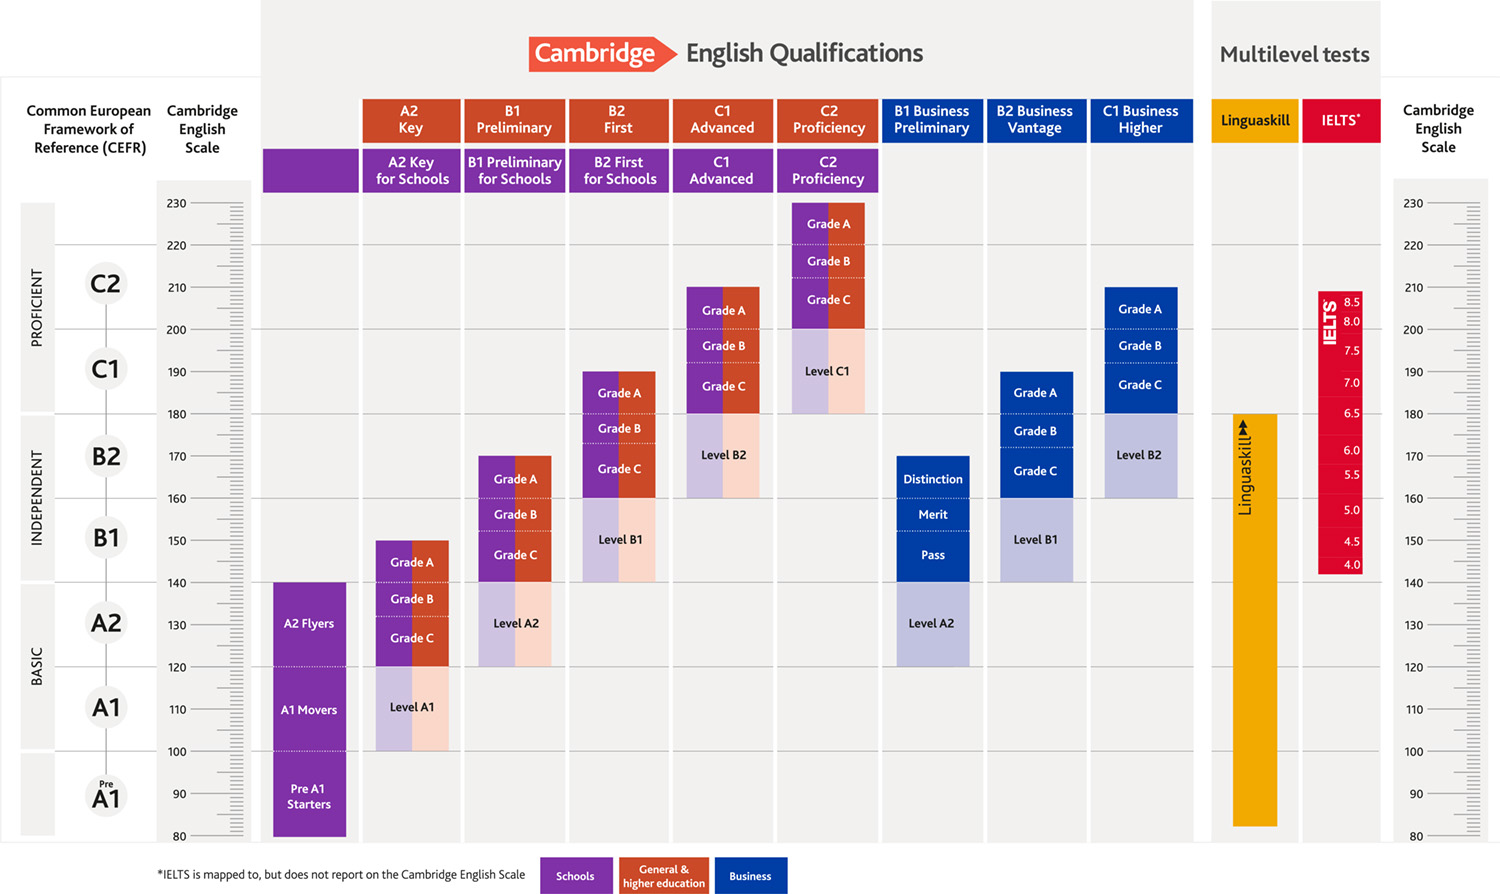 Cambridge English Qualifications
Multilevel tests
Common European
Framework of
Reference (CEFR)
Cambridge
English
Scale
A2
Key
B1
Preliminary
B2
First
C1
Advanced
C2
Proficiency
B1 Business
Preliminary
B2 Business
Vantage
C1 Business
Higher
Linguaskill
IELTS*
Cambridge
English
Scale
A2 Key
for Schools
B1 Preliminary
for Schools
B2 First
for Schools
C1
Advanced
C2
Proficiency
PROFICIENT
INDEPENDENT
BASIC
C2
C1
B2
B1
A2
A1
Pre
A1
230
220
210
200
190
180
170
160
150
140
130
120
110
100
90
80
A2 Flyers
A1 Movers
Pre A1
Starters
Grade A
Grade B
Grade C
Level A1
Grade A
Grade B
Grade C
Level A2
Grade A
Grade B
Grade C
Level B1
Grade A
Grade B
Grade C
Level B2
Grade A
Grade B
Grade C
Level C1
Distinction
Merit
Pass
Level A2
Grade A
Grade B
Grade C
Level B1
Grade A
Grade B
Grade C
Level B2
Linguaskill
IELTS
8.5
8.0
7.5
7.0
6.5
6.0
5.5
5.0
4.5
4.0
230
220
210
200
190
180
170
160
150
140
130
120
110
100
90
80
*IELTS is mapped to, but does not report on the Cambridge English Scale
Schools
General &
higher education
Business